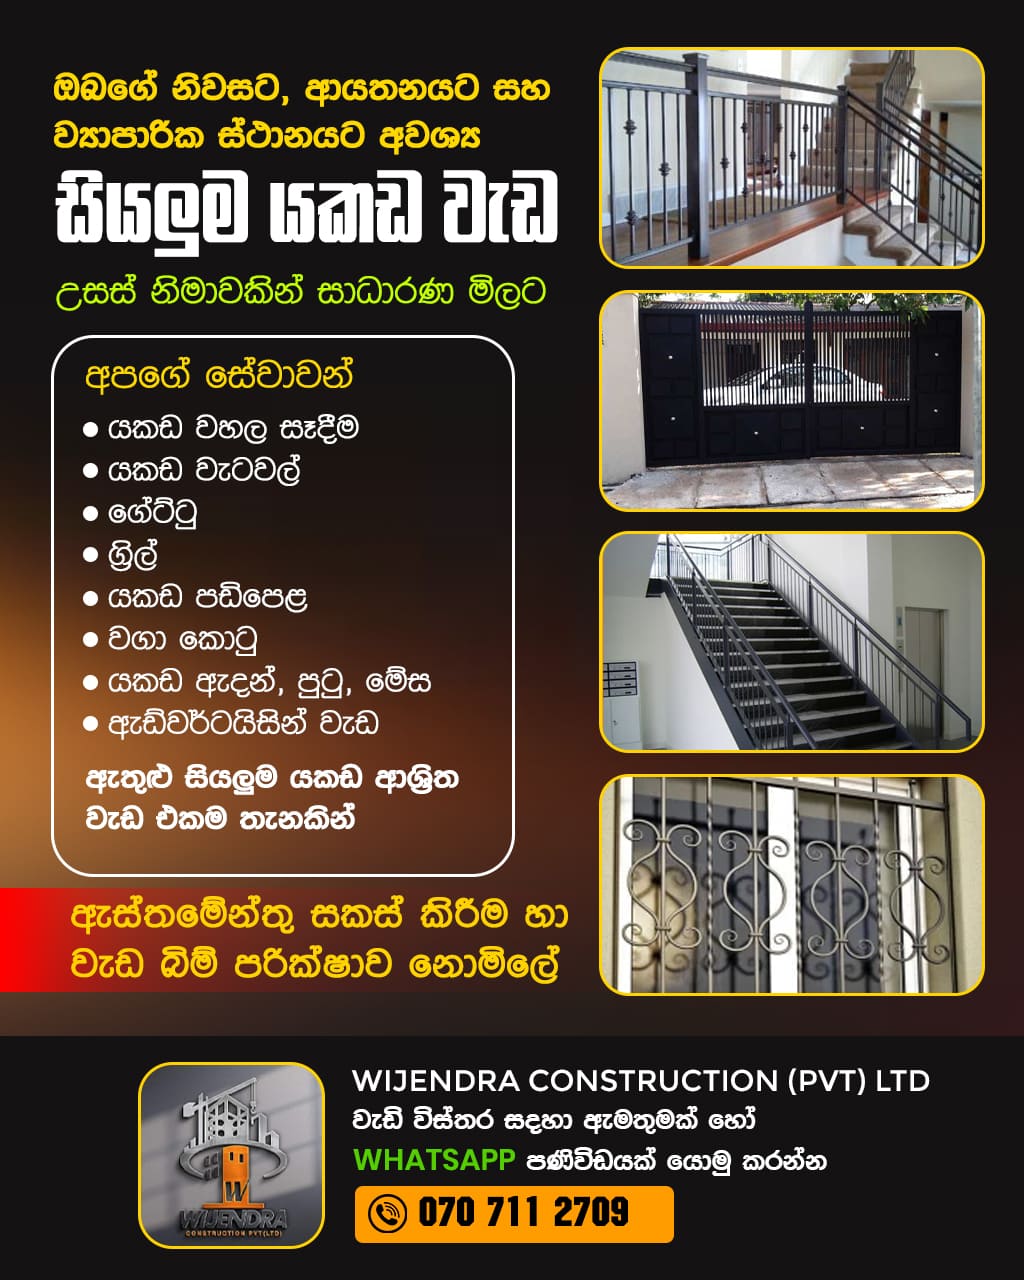 ඔබගේ නිවසට, ආයතනයට සහ
ව්‍යාපාරික ස්ථානයට අවශ්‍ය
සියලුම යකඩ වැඩ
උසස් නිමාවකින් සාධාරණ මිලට
අපගේ සේවාවන්
• යකඩ වහල සෑදීම
• යකඩ වැටවල්
• ගේට්ටු
• ග්‍රිල්
• යකඩ පඩිපෙළ
• වගා කොටු
• යකඩ ඇඳන්, පුටු, මේස
• ඇඩ්වර්ටයිසින් වැඩ
ඇතුළු සියලුම යකඩ ආශ්‍රිත
වැඩ එකම තැනකින්
ඇස්තමේන්තු සකස් කිරීම හා
වැඩ බිම් පරික්ෂාව නොමිලේ
WIJENDRA CONSTRUCTION (PVT) LTD
වැඩි විස්තර සඳහා ඇමතුමක් හෝ
WHATSAPP පණිවිඩයක් යොමු කරන්න
070 711 2709
W
WIJENDRA
CONSTRUCTION PVT(LTD)